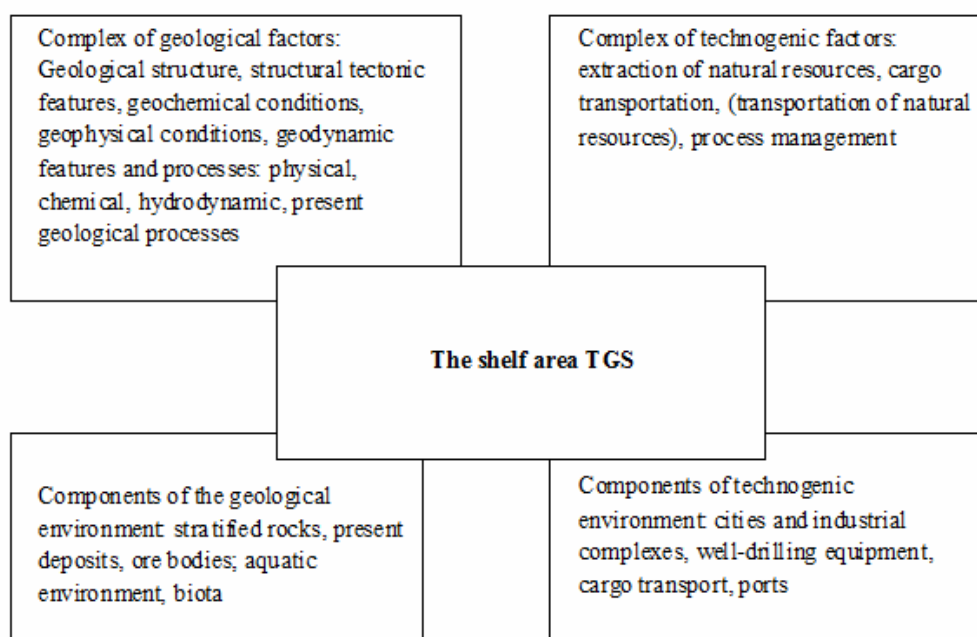 Complex of geological factors:
Geological structure, structural tectonic
features, geochemical conditions,
geophysical conditions, geodynamic
features and processes: physical,
chemical, hydrodynamic, present
geological processes
Complex of technogenic factors:
extraction of natural resources, cargo
transportation, (transportation of natural
resources), process management
The shelf area TGS
Components of the geological
environment: stratified rocks, present
deposits, ore bodies; aquatic
environment, biota
Components of technogenic
environment: cities and industrial
complexes, well-drilling equipment,
cargo transport, ports